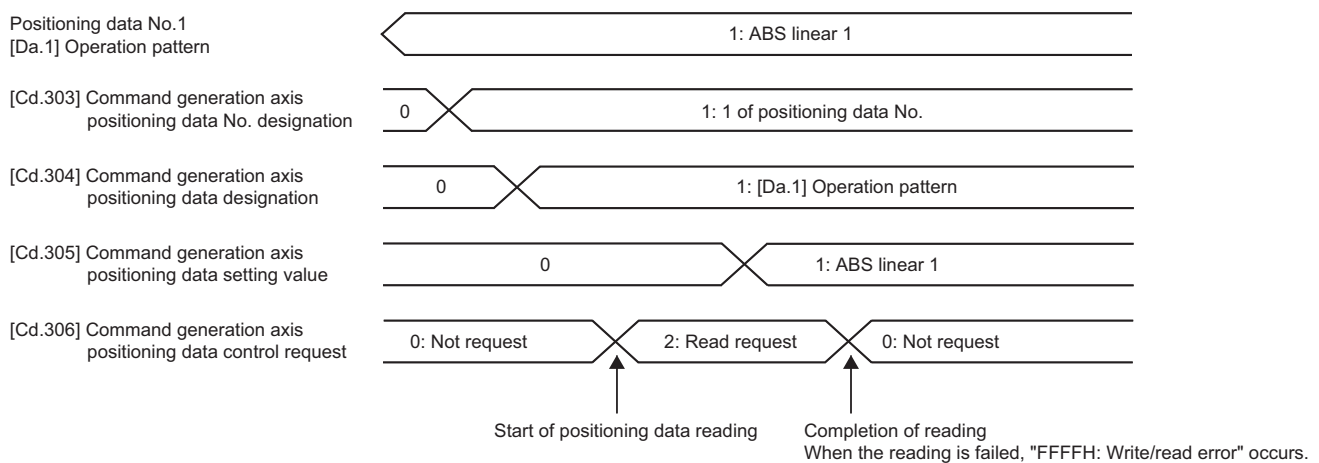 Positioning data No.1
[Da.1] Operation pattern
1: ABS linear 1
[Cd.303] Command generation axis
positioning data No. designation
0
1: 1 of positioning data No.
[Cd.304] Command generation axis
positioning data designation
0
1: [Da.1] Operation pattern
[Cd.305] Command generation axis
positioning data setting value
0
1: ABS linear 1
[Cd.306] Command generation axis
positioning data control request
0: Not request
2: Read request
0: Not request
Start of positioning data reading
Completion of reading
When the reading is failed, "FFFFH: Write/read error" occurs.